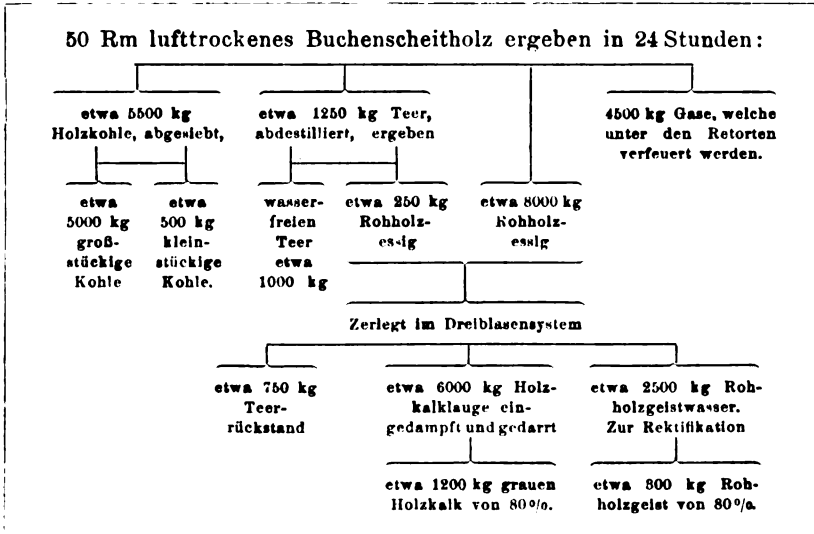 50 Rm lufttrockenes Buchenscheitholz ergeben in 24 Stunden:
etwa 5500 kg
Holzkohle, abgesiebt,
etwa 1250 kg Teer,
abdestilliert, ergeben
4500 kg Gase, welche
unter den Retorten
verfeuert werden.
etwa
5000 kg
groß-
stückige
Kohle
etwa
500 kg
klein-
stückige
Kohle.
wasser-
freien
Teer
etwa
1000 kg
etwa 250 kg
Rohholz-
essig
etwa 8000 kg
Rohholz-
essig
Zerlegt im Dreiblasensystem
etwa 750 kg
Teer-
rückstand
etwa 6000 kg Holz-
kalklauge ein-
gedampft und gedarrt
etwa 2500 kg Roh-
holzgeistwasser.
Zur Rektifikation
etwa 1200 kg grauen
Holzkalk von 80%.
etwa 300 kg Roh-
holzgeist von 80%.